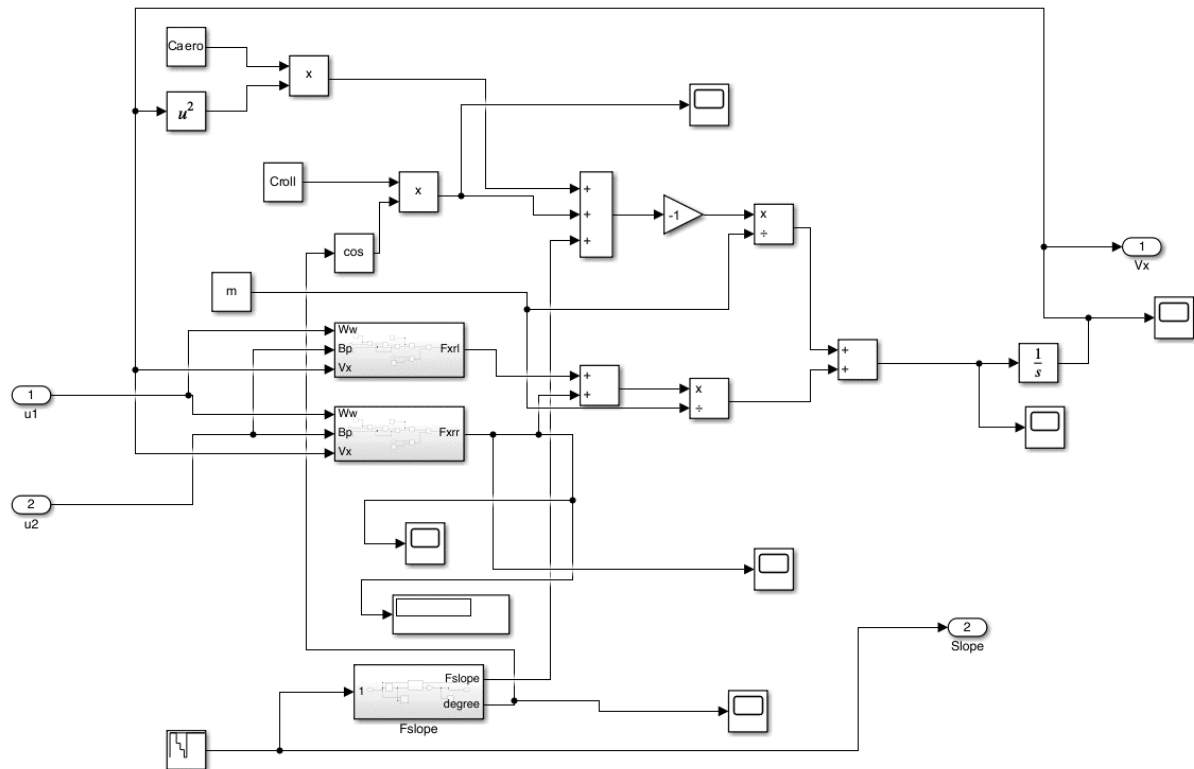 Caero
x
u²
Croll
x
cos
+
+
+
-1
x
÷
1
Vx
m
Ww
Bp
Vx
Fxrl
+
+
x
÷
+
+
1
s
1
u1
Ww
Bp
Vx
Fxrr
2
u2
2
Slope
1
Fslope
degree
Fslope